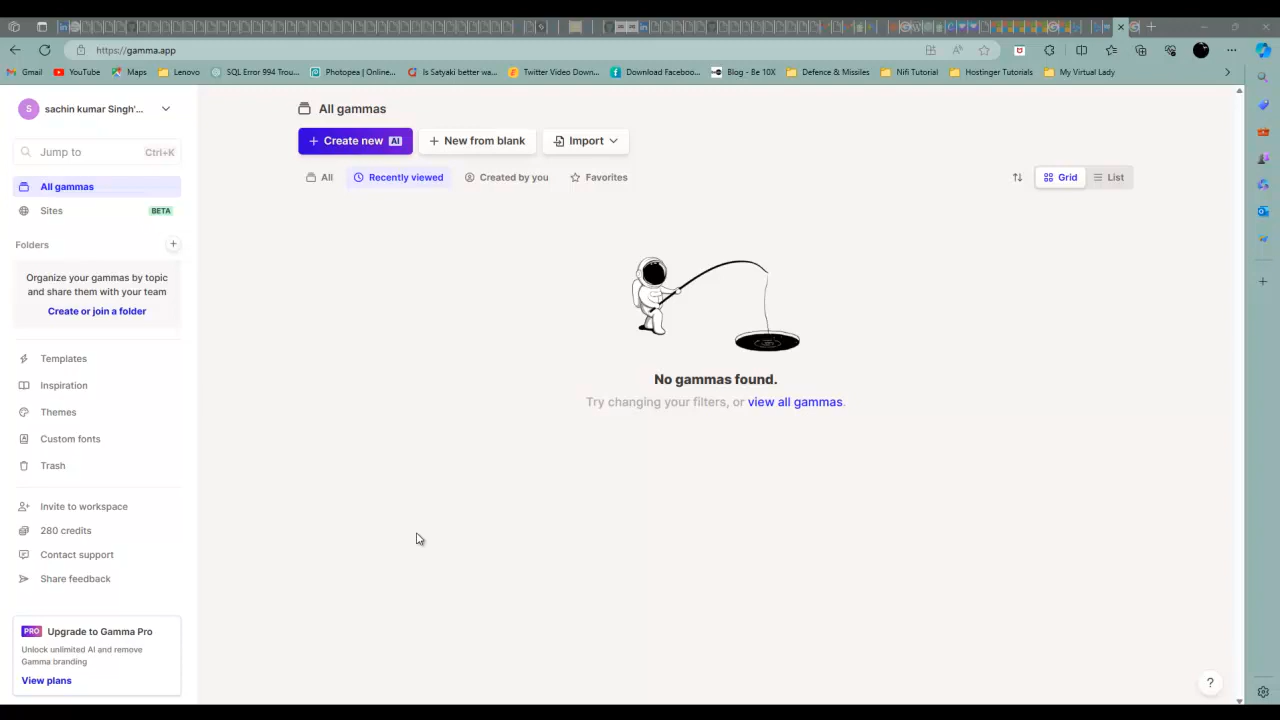 https://gamma.app
Gmail
YouTube
Maps
Lenovo
SQL Error 994 Trou...
Photopea | Online...
Is Satyaki better wa...
Twitter Video Down...
Download Faceboo...
Blog - Be 10X
Defence & Missiles
Nifi Tutorial
Hostinger Tutorials
My Virtual Lady
S
sachin kumar Singh'...
Jump to
Ctrl+K
All gammas
Sites
BETA
Folders
Organize your gammas by topic
and share them with your team
Create or join a folder
Templates
Inspiration
Themes
Custom fonts
Trash
Invite to workspace
280 credits
Contact support
Share feedback
PRO Upgrade to Gamma Pro
Unlock unlimited AI and remove
Gamma branding
View plans
All gammas
+ Create new AI
+ New from blank
Import
All
Recently viewed
Created by you
Favorites
Grid
List
No gammas found.
Try changing your filters, or view all gammas.
?